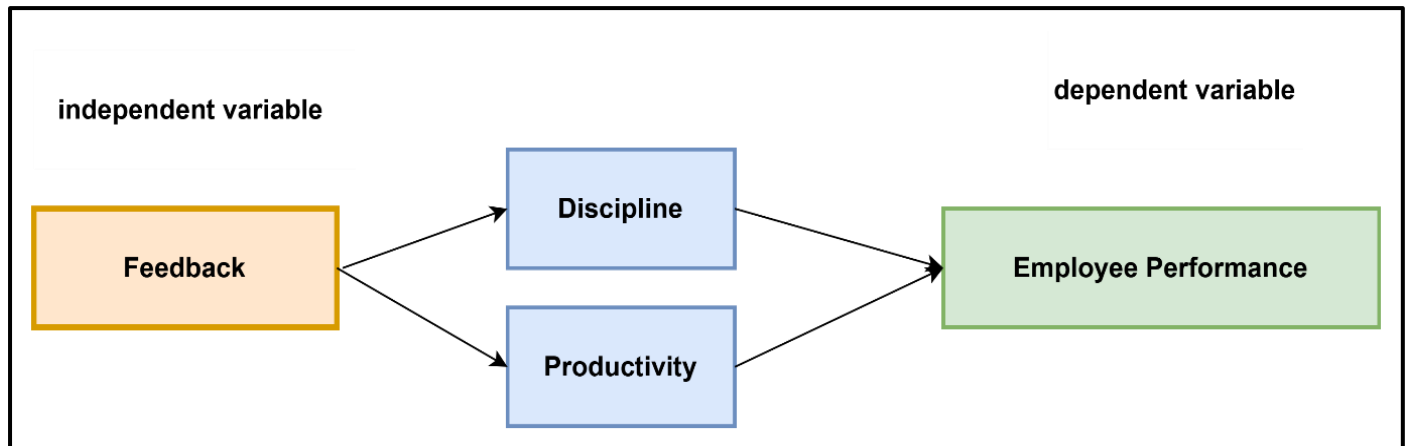 independent variable
dependent variable
Discipline
Feedback
Employee Performance
Productivity